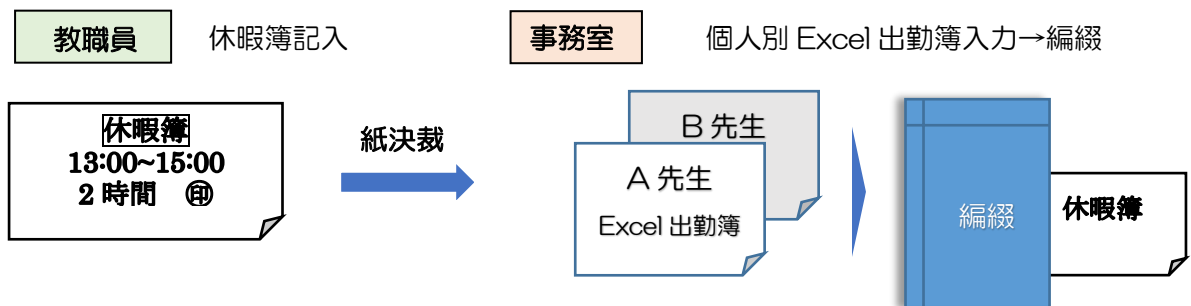 教職員
休暇簿記入
事務室
個人別 Excel 出勤簿入力→編綴
休暇簿
13:00~15:00
2 時間 ㊞
紙決裁
B 先生
A 先生
Excel 出勤簿
編綴
休暇簿